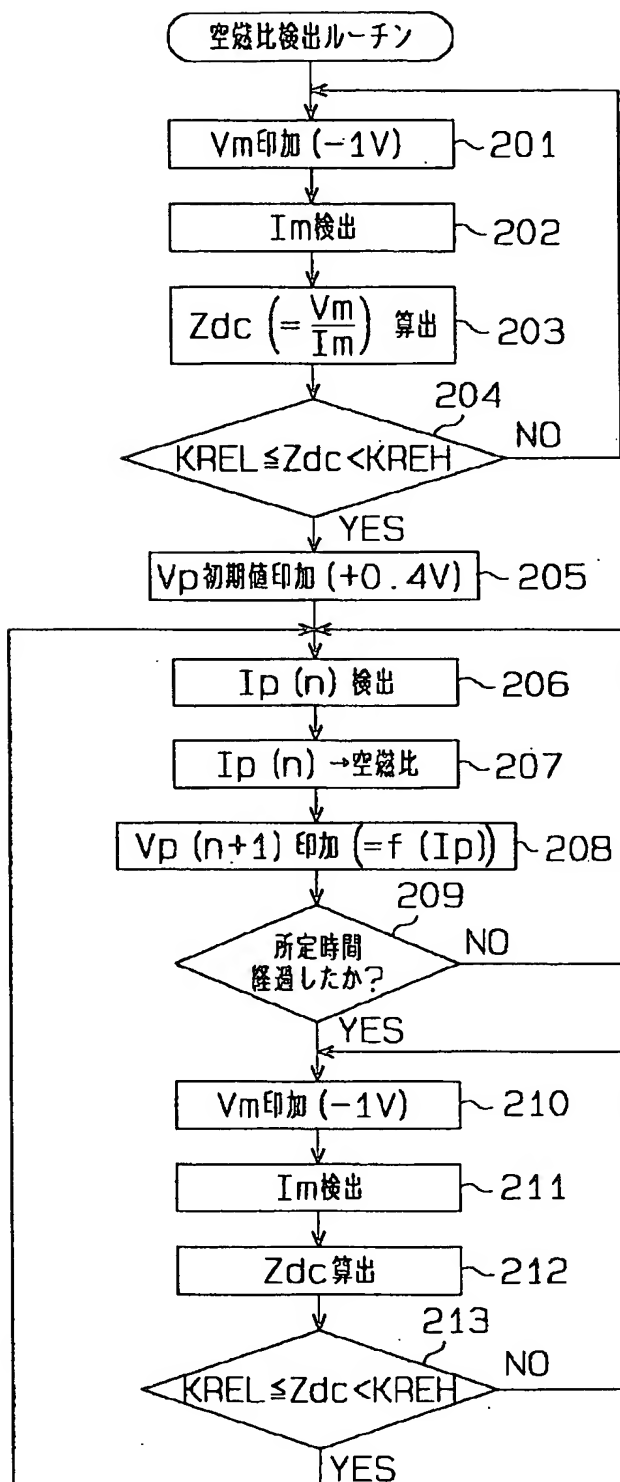 空燃比検出ルーチン
Vm印加(-1V) 201
Im検出 202
Zdc (=Vm/Im) 算出 203
204
KREL≦Zdc<KREH NO
YES
Vp初期値印加(+0.4V) 205
Ip(n) 検出 206
Ip(n)→空燃比 207
Vp(n+1) 印加(=f(Ip)) 208
209
所定時間 NO
経過したか?
YES
Vm印加(-1V) 210
Im検出 211
Zdc算出 212
213
KREL≦Zdc<KREH NO
YES